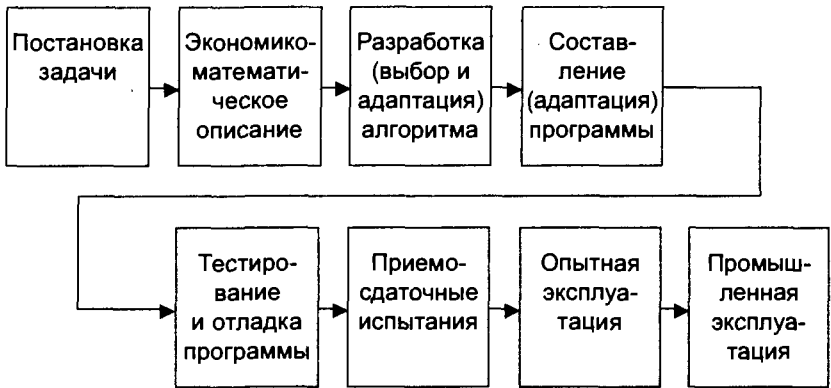 Постановка
задачи
Экономико-
математи-
ческое
описание
Разработка
(выбор и
адаптация)
алгоритма
Состав-
ление
(адаптация)
программы
Тестиро-
вание
и отладка
программы
Приемо-
сдаточные
испытания
Опытная
эксплуа-
тация
Промыш-
ленная
эксплуа-
тация